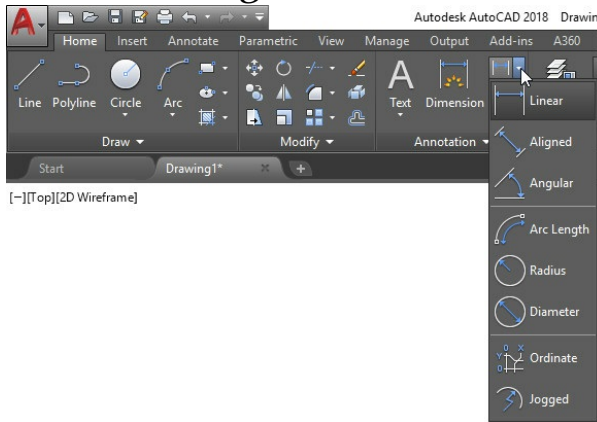 Autodesk AutoCAD 2018 Drawin
Home Insert Annotate Parametric View Manage Output Add-ins A360
Line Polyline Circle Arc Text Dimension
Draw Modify Annotation
Start Drawing1*
[−][Top][2D Wireframe]
Linear
Aligned
Angular
Arc Length
Radius
Diameter
Ordinate
Jogged